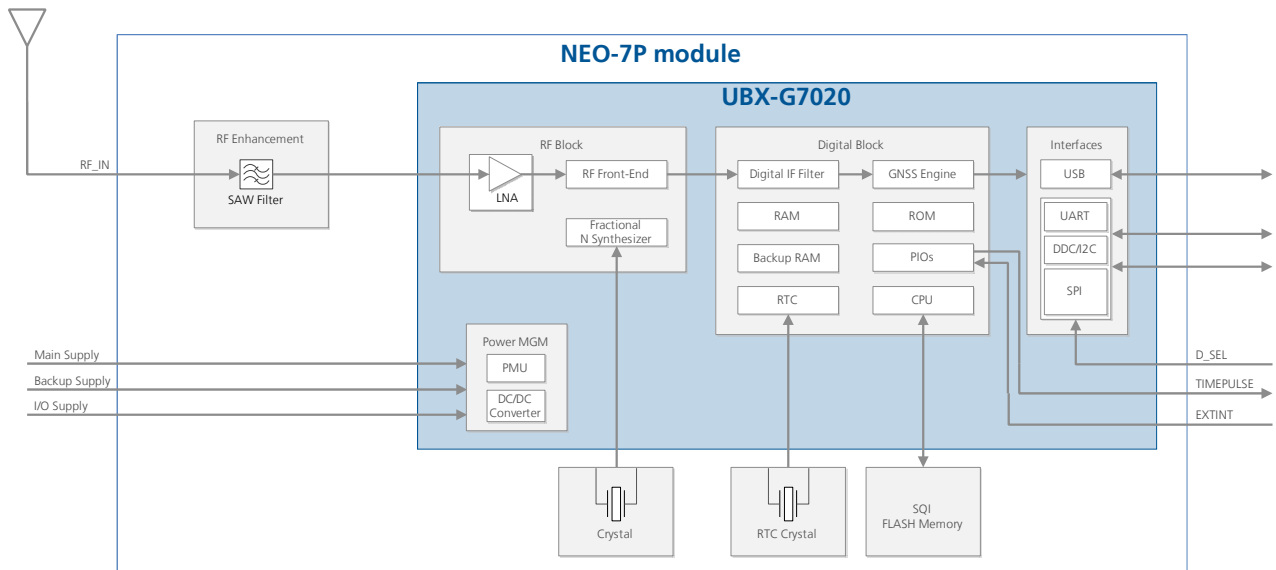 NEO-7P module
UBX-G7020
RF Enhancement
SAW Filter
RF_IN
RF Block
LNA
RF Front-End
Fractional
N Synthesizer
Digital Block
Digital IF Filter
GNSS Engine
RAM
ROM
Backup RAM
PIOs
RTC
CPU
Interfaces
USB
UART
DDC/I2C
SPI
Power MGM
PMU
DC/DC
Converter
Main Supply
Backup Supply
I/O Supply
D_SEL
TIMEPULSE
EXTINT
Crystal
RTC Crystal
SQI
FLASH Memory